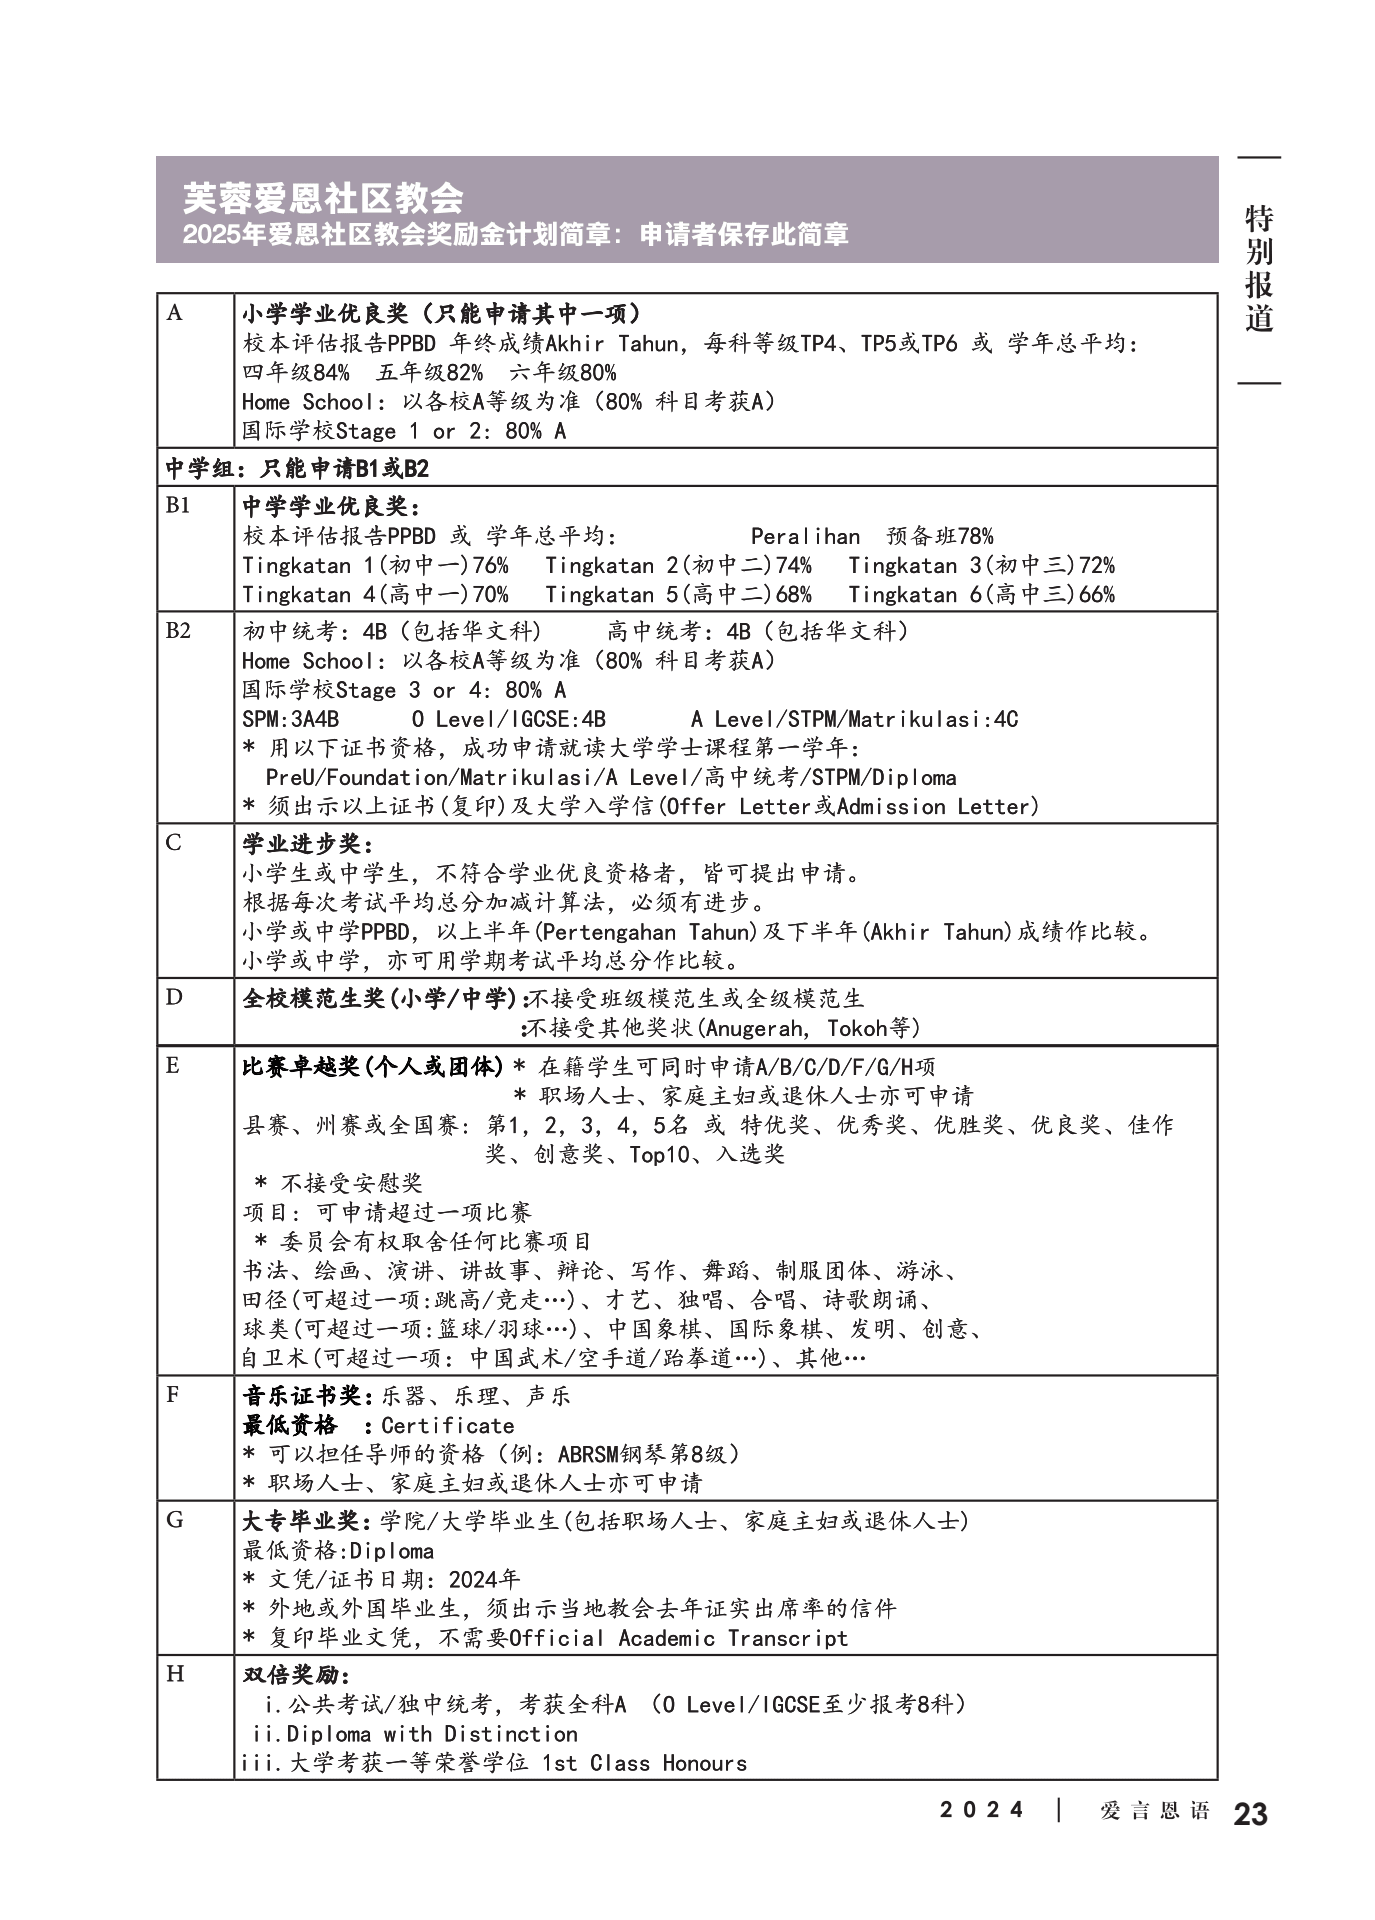 芙蓉爱恩社区教会
2025年爱恩社区教会奖励金计划简章：申请者保存此简章
特别报道
A
小学学业优良奖（只能申请其中一项）
校本评估报告PPBD 年终成绩Akhir Tahun，每科等级TP4、TP5或TP6 或 学年总平均：
四年级84% 五年级82% 六年级80%
Home School：以各校A等级为准（80% 科目考获A）
国际学校Stage 1 or 2：80% A
中学组：只能申请B1或B2
B1
中学学业优良奖：
校本评估报告PPBD 或 学年总平均： Peralihan 预备班78%
Tingkatan 1(初中一)76% Tingkatan 2(初中二)74% Tingkatan 3(初中三)72%
Tingkatan 4(高中一)70% Tingkatan 5(高中二)68% Tingkatan 6(高中三)66%
B2
初中统考：4B（包括华文科） 高中统考：4B（包括华文科）
Home School：以各校A等级为准（80% 科目考获A）
国际学校Stage 3 or 4：80% A
SPM:3A4B O Level/IGCSE:4B A Level/STPM/Matrikulasi:4C
* 用以下证书资格，成功申请就读大学学士课程第一学年：
PreU/Foundation/Matrikulasi/A Level/高中统考/STPM/Diploma
* 须出示以上证书(复印)及大学入学信(Offer Letter或Admission Letter)
C
学业进步奖：
小学生或中学生，不符合学业优良资格者，皆可提出申请。
根据每次考试平均总分加减计算法，必须有进步。
小学或中学PPBD，以上半年(Pertengahan Tahun)及下半年(Akhir Tahun)成绩作比较。
小学或中学，亦可用学期考试平均总分作比较。
D
全校模范生奖(小学/中学):不接受班级模范生或全级模范生
:不接受其他奖状(Anugerah, Tokoh等)
E
比赛卓越奖(个人或团体) * 在籍学生可同时申请A/B/C/D/F/G/H项
* 职场人士、家庭主妇或退休人士亦可申请
县赛、州赛或全国赛：第1，2，3，4，5名 或 特优奖、优秀奖、优胜奖、优良奖、佳作
奖、创意奖、Top10、入选奖
* 不接受安慰奖
项目：可申请超过一项比赛
* 委员会有权取舍任何比赛项目
书法、绘画、演讲、讲故事、辩论、写作、舞蹈、制服团体、游泳、
田径(可超过一项:跳高/竞走…)、才艺、独唱、合唱、诗歌朗诵、
球类(可超过一项:篮球/羽球…)、中国象棋、国际象棋、发明、创意、
自卫术(可超过一项：中国武术/空手道/跆拳道…)、其他…
F
音乐证书奖：乐器、乐理、声乐
最低资格 ：Certificate
* 可以担任导师的资格（例：ABRSM钢琴第8级）
* 职场人士、家庭主妇或退休人士亦可申请
G
大专毕业奖：学院/大学毕业生(包括职场人士、家庭主妇或退休人士)
最低资格:Diploma
* 文凭/证书日期：2024年
* 外地或外国毕业生，须出示当地教会去年证实出席率的信件
* 复印毕业文凭，不需要Official Academic Transcript
H
双倍奖励：
i.公共考试/独中统考，考获全科A （O Level/IGCSE至少报考8科）
ii.Diploma with Distinction
iii.大学考获一等荣誉学位 1st Class Honours
2024 | 爱言恩语 23